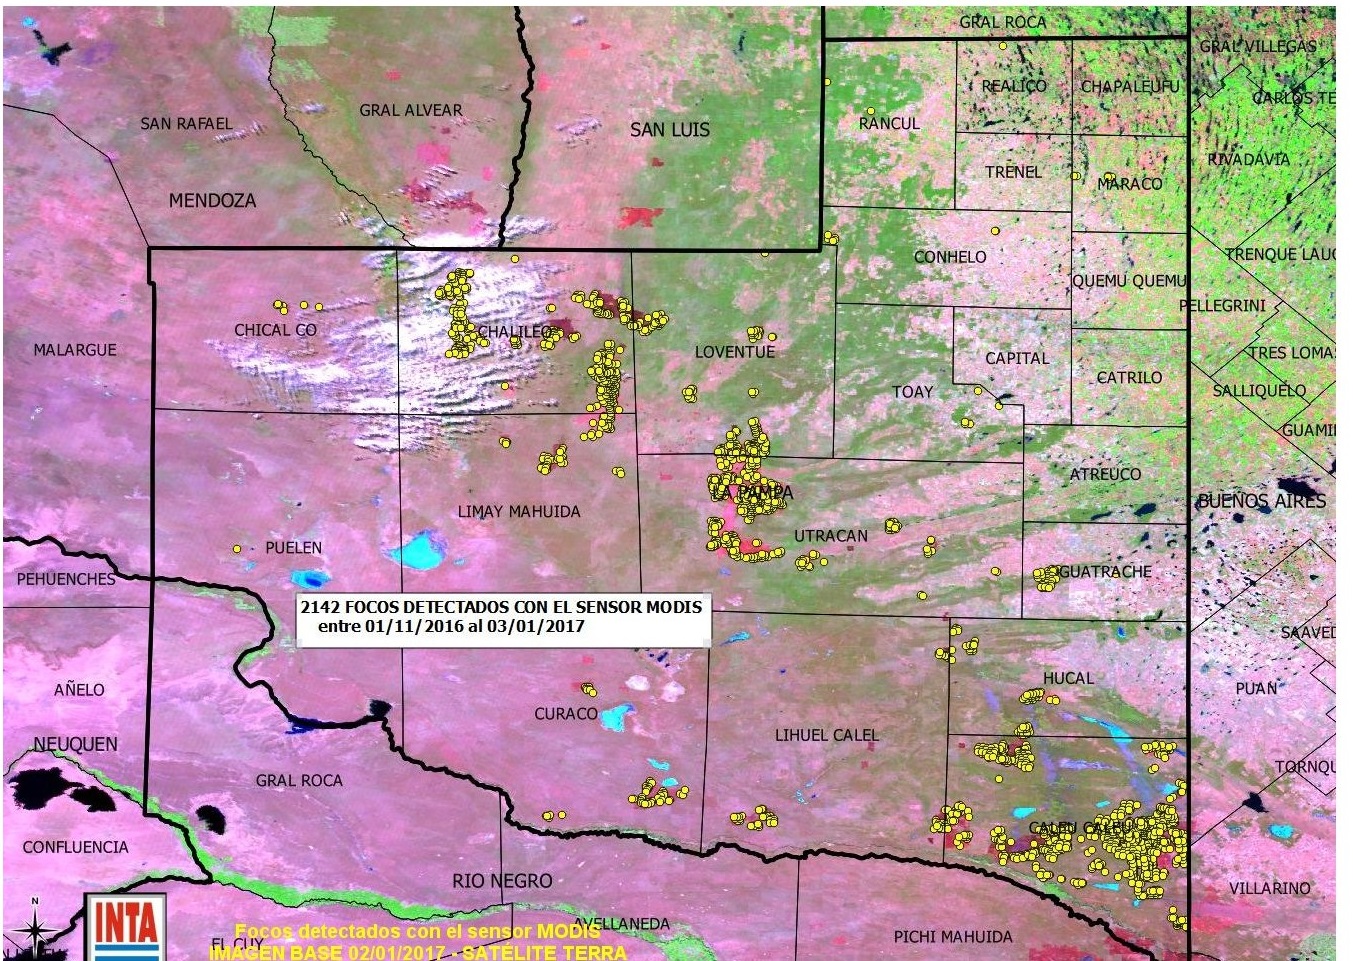 GRAL ROCA
GRAL VILLEGAS
REALICO
CHAPALEUFU
CARLOS TE
SAN RAFAEL
GRAL ALVEAR
SAN LUIS
RANCUL
RIVADAVIA
TRENEL
MARACO
MENDOZA
CONHELO
TRENQUE LAUQ
QUEMU QUEMU
PELLEGRINI
CHICAL CO
CHALILEO
MALARGUE
LOVENTUE
CAPITAL
TRES LOMAS
CATRILO
TOAY
SALLIQUELO
GUAMI
ATREUCO
LA PAMPA
BUENOS AIRES
LIMAY MAHUIDA
UTRACAN
PUELEN
PEHUENCHES
GUATRACHE
2142 FOCOS DETECTADOS CON EL SENSOR MODIS
entre 01/11/2016 al 03/01/2017
SAAVED
HUCAL
AÑELO
PUAN
CURACO
LIHUEL CALEL
NEUQUEN
TORNQU
GRAL ROCA
CALEU CALEU
CONFLUENCIA
RIO NEGRO
VILLARINO
N
INTA
AVELLANEDA
PICHI MAHUIDA
EL CUY
Focos detectados con el sensor MODIS
IMAGEN BASE 02/01/2017 - SATÉLITE TERRA